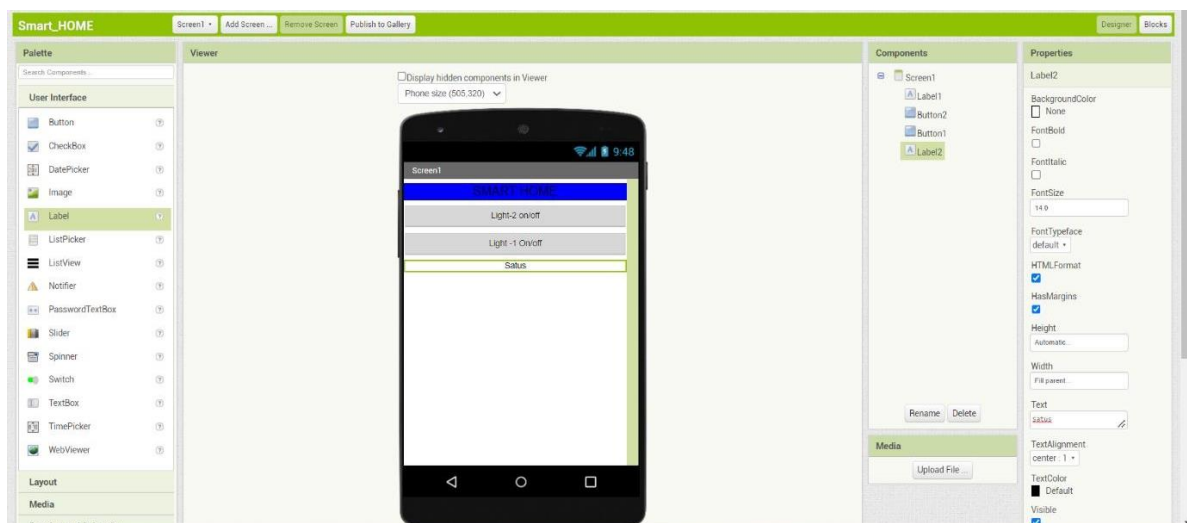 Smart_HOME
Screen1
Add Screen ...
Remove Screen
Publish to Gallery
Designer
Blocks
Palette
Search Components...
User Interface
Button
CheckBox
DatePicker
Image
Label
ListPicker
ListView
Notifier
PasswordTextBox
Slider
Spinner
Switch
TextBox
TimePicker
WebViewer
Layout
Media
Viewer
Display hidden components in Viewer
Phone size (505,320)
9:48
Screen1
SMART HOME
Light-2 on/off
Light -1 On/off
Satus
Components
Screen1
Label1
Button2
Button1
Label2
Rename
Delete
Media
Upload File ...
Properties
Label2
BackgroundColor
None
FontBold
FontItalic
FontSize
14.0
FontTypeface
default
HTMLFormat
HasMargins
Height
Automatic...
Width
Fill parent...
Text
satus
TextAlignment
center : 1
TextColor
Default
Visible